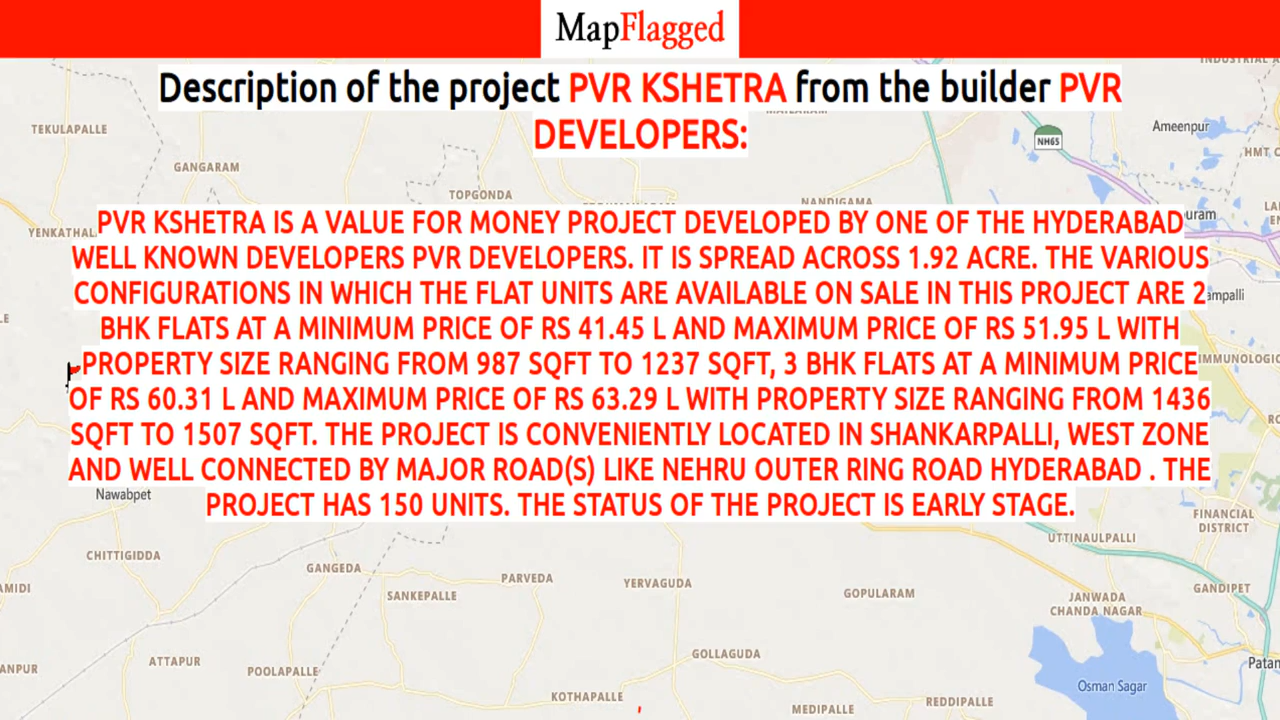 MapFlagged
Description of the project PVR KSHETRA from the builder PVR
DEVELOPERS:
TEKULAPALLE
GANGARAM
TOPGONDA
NANDIGAMA
NH65
Ameenpur
HMT
YENKATHAL
PVR KSHETRA IS A VALUE FOR MONEY PROJECT DEVELOPED BY ONE OF THE HYDERABAD
WELL KNOWN DEVELOPERS PVR DEVELOPERS. IT IS SPREAD ACROSS 1.92 ACRE. THE VARIOUS
CONFIGURATIONS IN WHICH THE FLAT UNITS ARE AVAILABLE ON SALE IN THIS PROJECT ARE 2
BHK FLATS AT A MINIMUM PRICE OF RS 41.45 L AND MAXIMUM PRICE OF RS 51.95 L WITH
PROPERTY SIZE RANGING FROM 987 SQFT TO 1237 SQFT, 3 BHK FLATS AT A MINIMUM PRICE
OF RS 60.31 L AND MAXIMUM PRICE OF RS 63.29 L WITH PROPERTY SIZE RANGING FROM 1436
SQFT TO 1507 SQFT. THE PROJECT IS CONVENIENTLY LOCATED IN SHANKARPALLI, WEST ZONE
AND WELL CONNECTED BY MAJOR ROAD(S) LIKE NEHRU OUTER RING ROAD HYDERABAD . THE
PROJECT HAS 150 UNITS. THE STATUS OF THE PROJECT IS EARLY STAGE.
Nawabpet
FINANCIAL
DISTRICT
CHITTIGIDDA
UTTINAULPALLI
GANGEDA
PARVEDA
YERVAGUDA
SANKEPALLE
GOPULARAM
JANWADA
CHANDA NAGAR
GANDIPET
ATTAPUR
POOLAPALLE
GOLLAGUDA
Osman Sagar
KOTHAPALLE
MEDIPALLE
REDDIPALLE